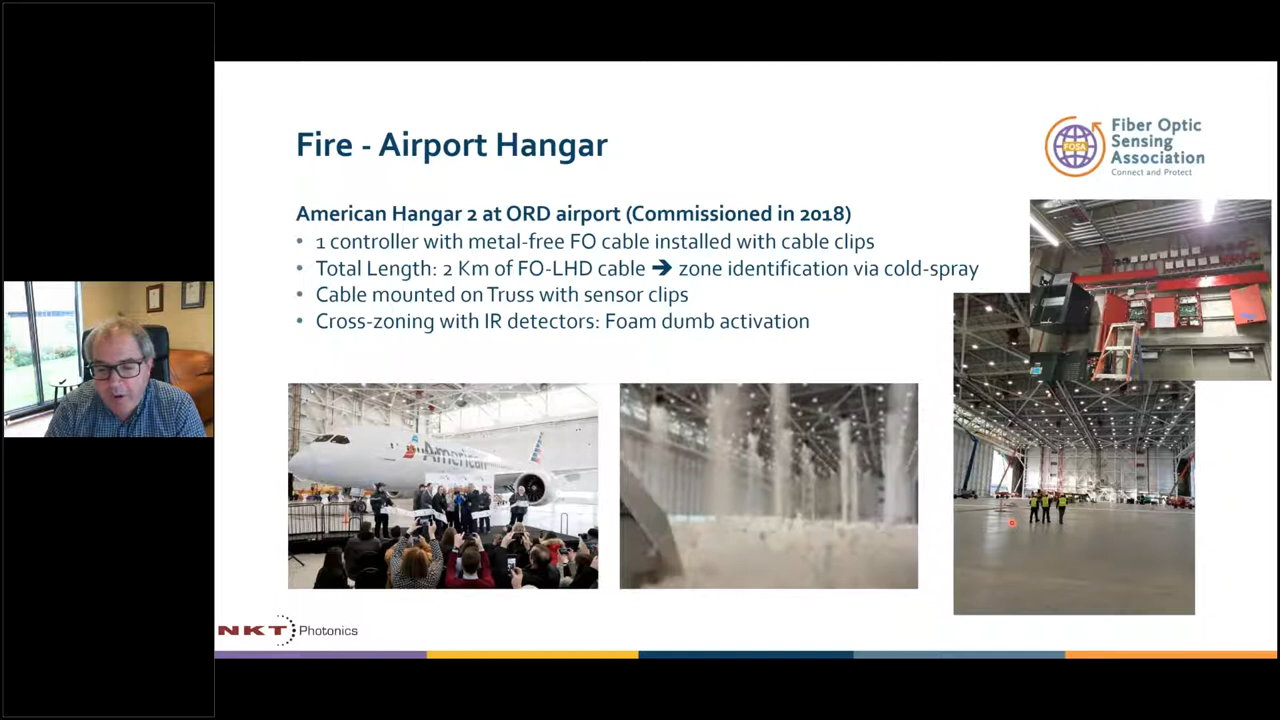 Fire - Airport Hangar
Fiber Optic
Sensing
Association
Connect and Protect
FOSA
American Hangar 2 at ORD airport (Commissioned in 2018)
• 1 controller with metal-free FO cable installed with cable clips
• Total Length: 2 Km of FO-LHD cable ➔ zone identification via cold-spray
• Cable mounted on Truss with sensor clips
• Cross-zoning with IR detectors: Foam dumb activation
American
NKT Photonics